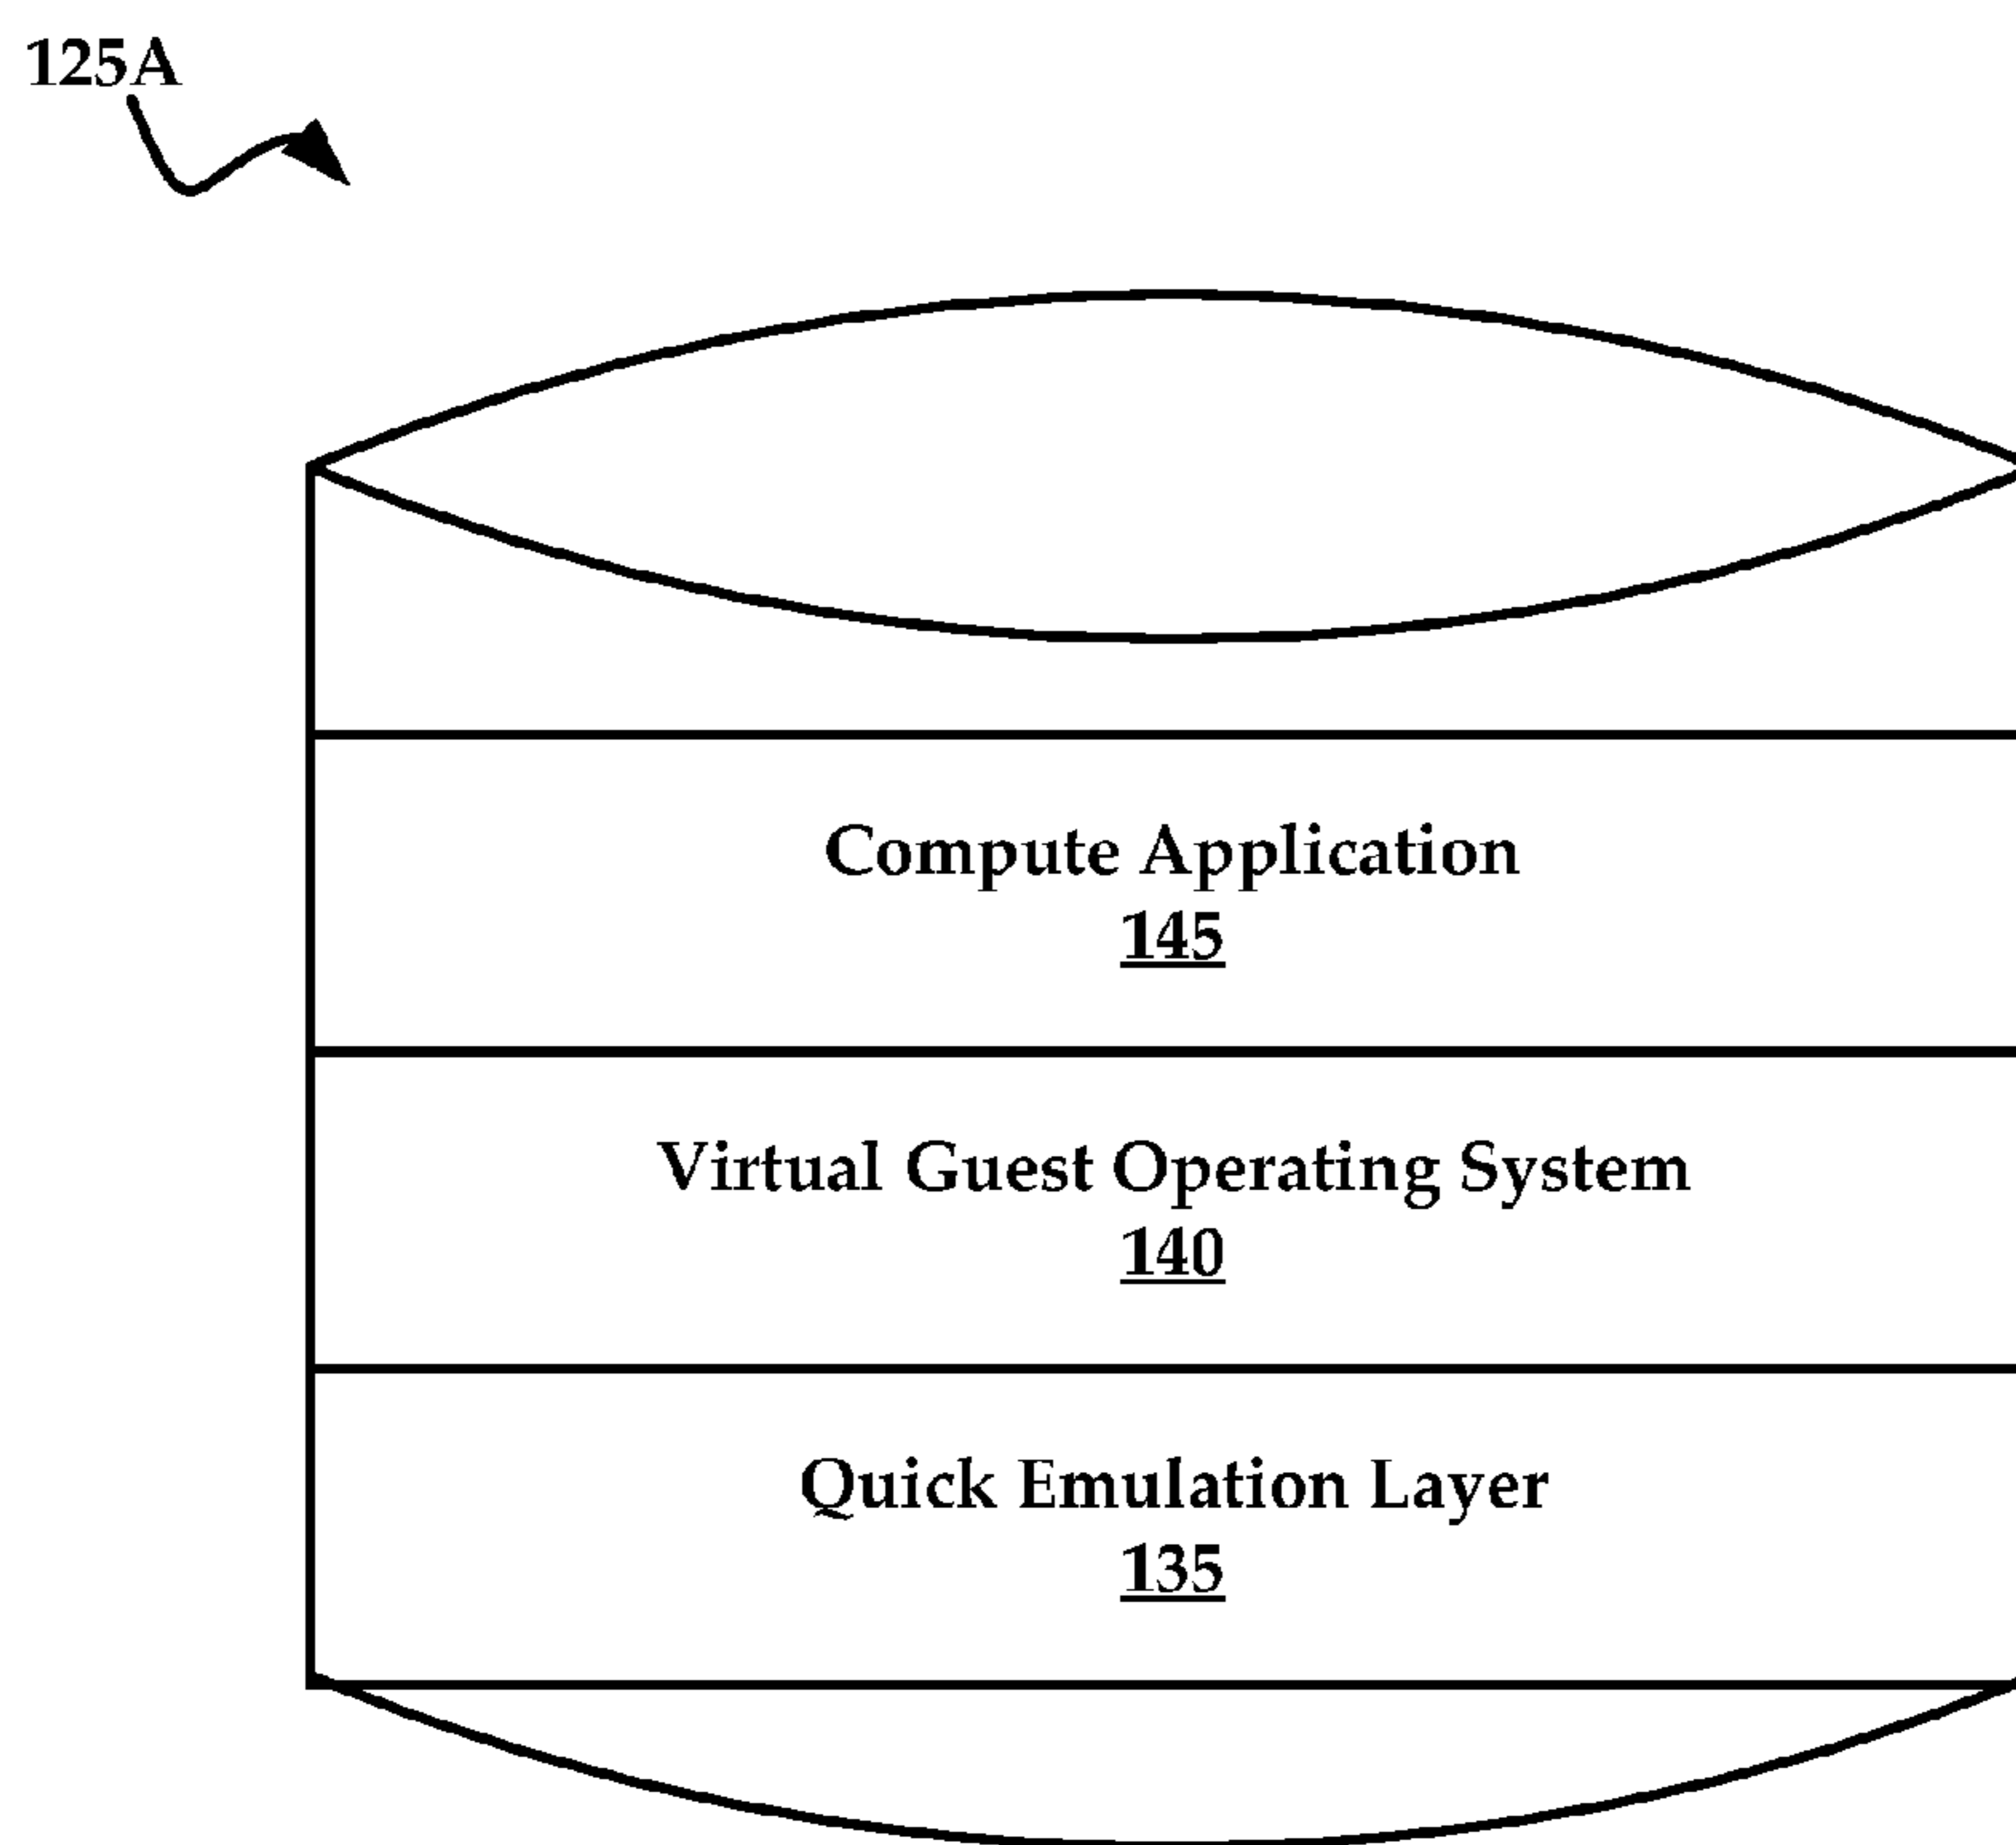 125A
Compute Application
145
Virtual Guest Operating System
140
Quick Emulation Layer
135